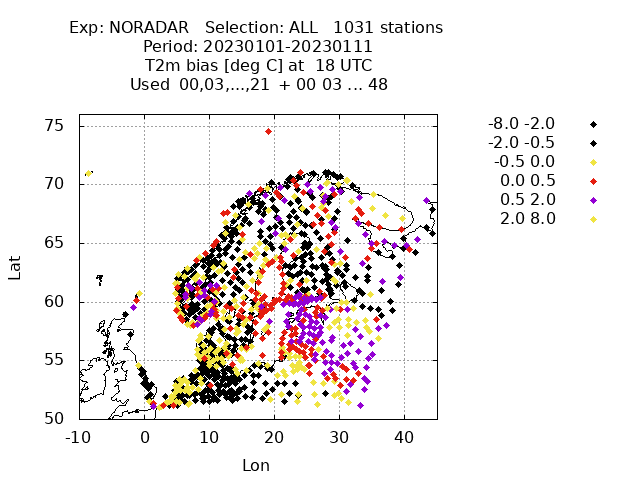 Exp: NORADAR   Selection: ALL   1031 stations
Period: 20230101-20230111
T2m bias [deg C] at  18 UTC
Used  00,03,...,21  + 00 03 ... 48
-8.0 -2.0
-2.0 -0.5
-0.5 0.0
0.0 0.5
0.5 2.0
2.0 8.0
75
70
65
60
55
50
Lat
-10 0 10 20 30 40
Lon